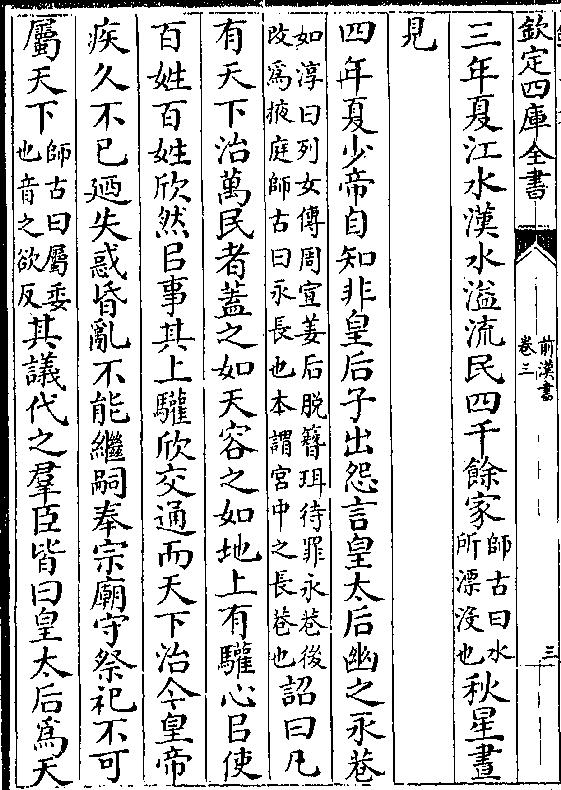 欽定四庫全書
前漢書
卷三
三
三年夏江水漢水溢流民四千餘家師古曰水所漂沒也秋星晝
見
四年夏少帝自知非皇后子出怨言皇太后幽之永巷
如淳曰列女傳周宣姜后脫簪珥待罪永巷後改爲掖庭師古曰永長也本謂宮中之長巷也詔曰凡
有天下治萬民者蓋之如天容之如地上有驩心㠯使
百姓百姓欣然㠯事其上驩欣交通而天下治今皇帝
疾久不已廼失惑昏亂不能繼嗣奉宗廟守祭祀不可
屬天下師古曰屬委也音之欲反其議代之羣臣皆曰皇太后爲天